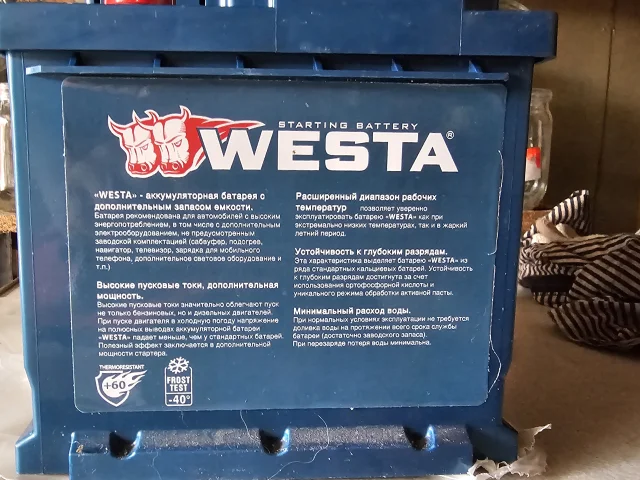 STARTING BATTERY
WESTA®
«WESTA» - аккумуляторная батарея с
дополнительным запасом емкости.
Батарея рекомендована для автомобилей с высоким
энергопотреблением, в том числе с дополнительным
электрооборудованием, не предусмотренным
заводской комплектацией (сабвуфер, подогрев,
навигатор, телевизор, зарядка для мобильного
телефона, дополнительное световое оборудование и
т.п.)
Высокие пусковые токи, дополнительная
мощность.
Высокие пусковые токи значительно облегчают пуск
не только бензиновых, но и дизельных двигателей.
При пуске двигателя в холодную погоду напряжение
на полюсных выводах аккумуляторной батареи
«WESTA» падает меньше, чем у стандартных батарей.
Полезный эффект заключается в дополнительной
мощности стартера.
THERMORESISTANT
+60
FROST
TEST
-40°
Расширенный диапазон рабочих
температур позволяет уверенно
эксплуатировать батарею «WESTA» как при
экстремально низких температурах, так и в жаркий
летний период.
Устойчивость к глубоким разрядам.
Эта характеристика выделяет батарею «WESTA» из
ряда стандартных кальциевых батарей. Устойчивость
к глубоким разрядам достигнута за счет
использования ортофосфорной кислоты и
уникального режима обработки активной пасты.
Минимальный расход воды.
При нормальных условиях эксплуатации не требуется
доливка воды на протяжении всего срока службы
батареи (достаточно заводского запаса).
При перезаряде потеря воды минимальна.